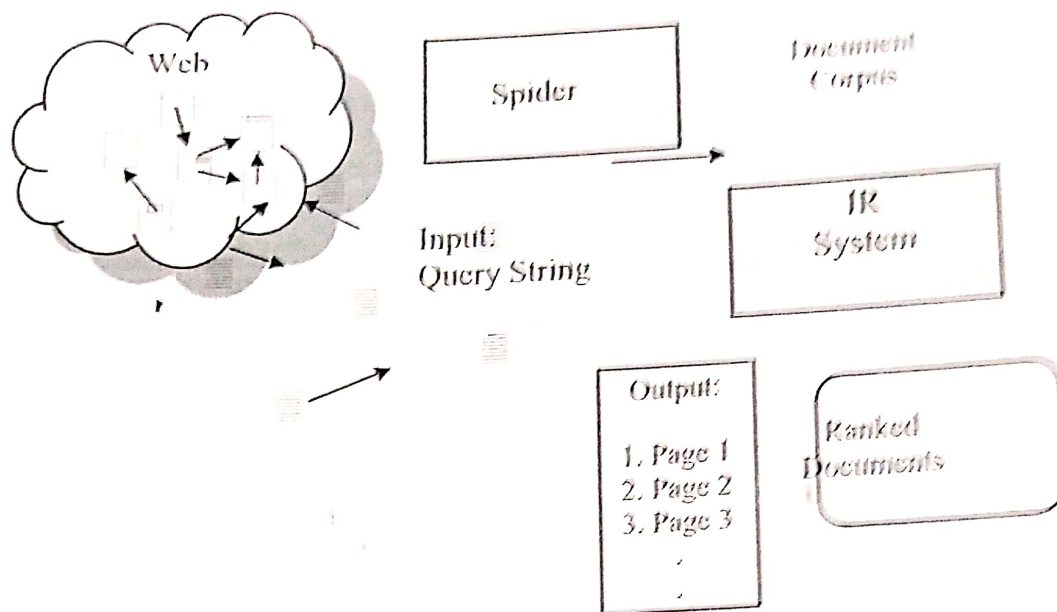 Web
Spider
Document
Corpus
Input:
Query String
IR
System
Output:
1. Page 1
2. Page 2
3. Page 3
.
.
Ranked
Documents